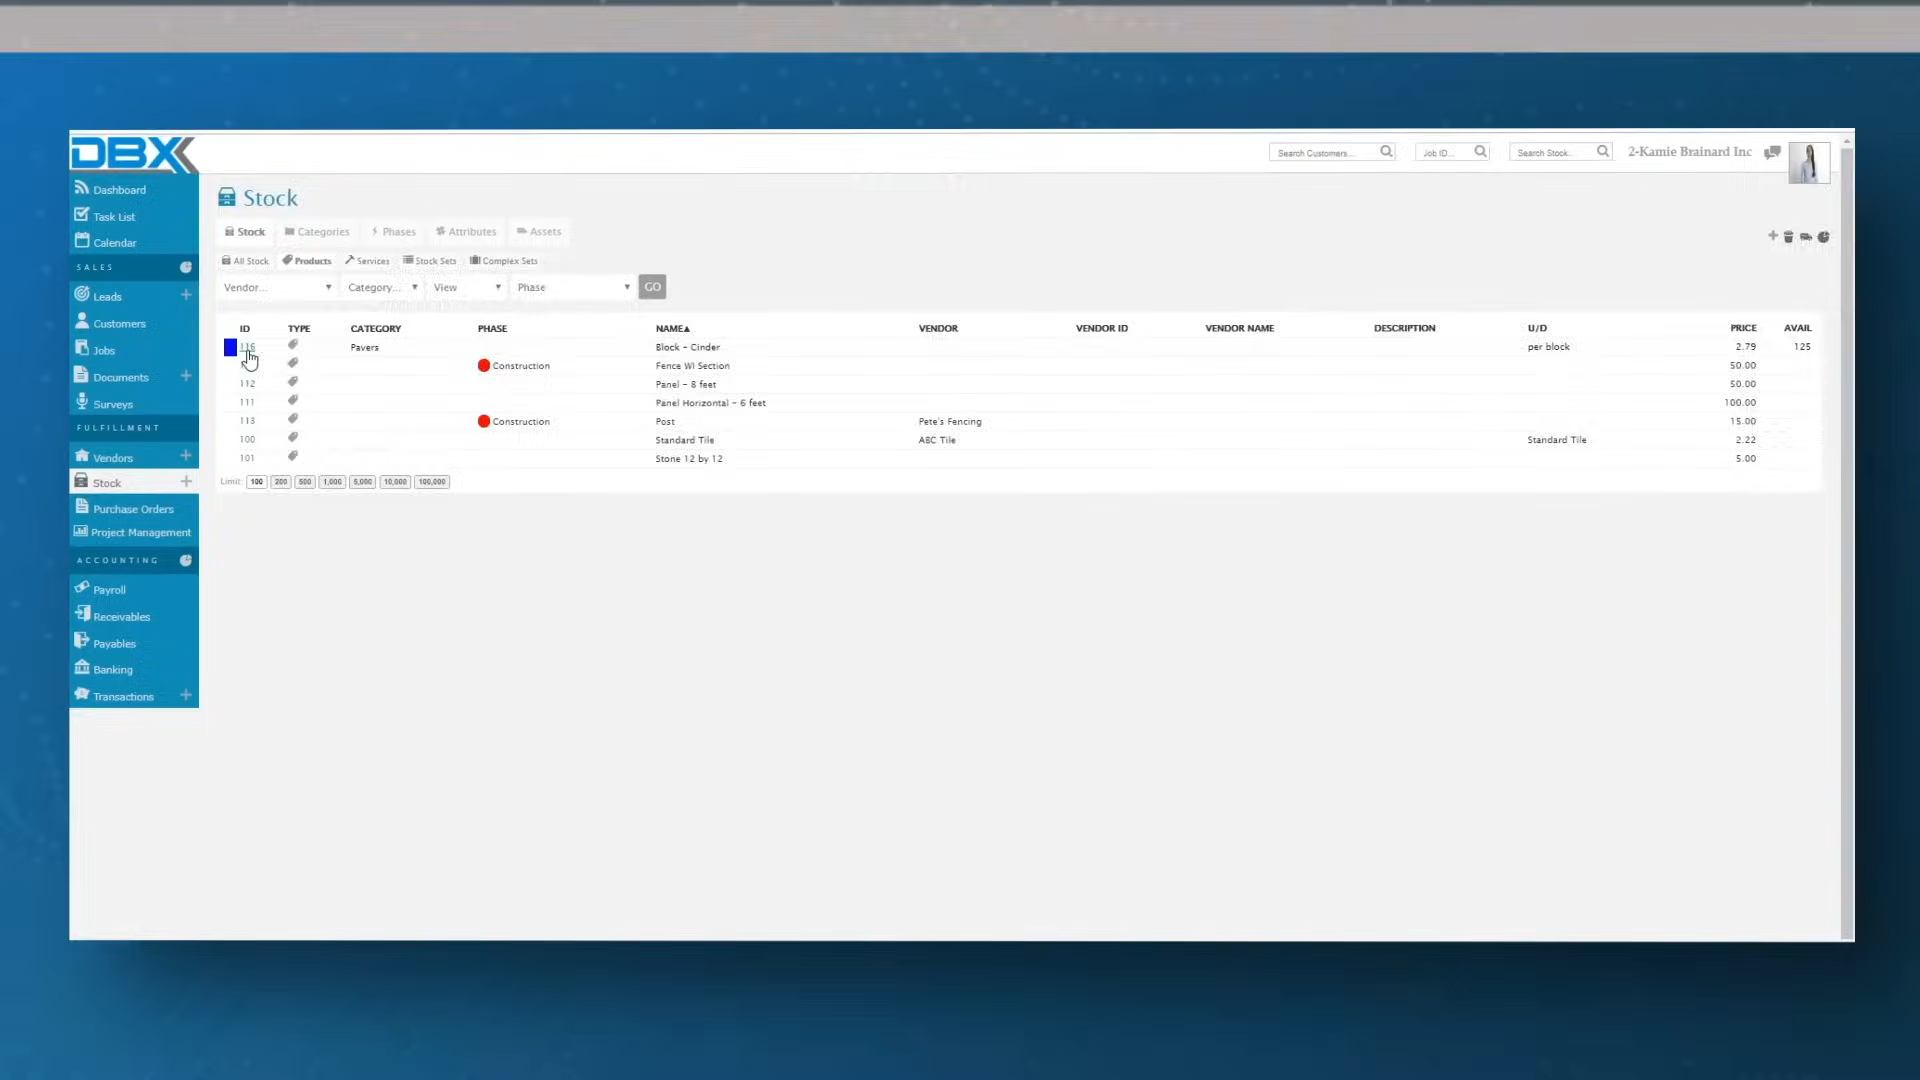 DBX
Search Customers...
Job ID...
Search Stock...
2-Kamie Brainard Inc
Dashboard
Task List
Calendar
SALES
Leads
Customers
Jobs
Documents
Surveys
FULFILLMENT
Vendors
Stock
Purchase Orders
Project Management
ACCOUNTING
Payroll
Receivables
Payables
Banking
Transactions
Stock
Stock Categories Phases Attributes Assets
All Stock Products Services Stock Sets Complex Sets
Vendor... Category... View Phase GO
ID TYPE CATEGORY PHASE NAME▲ VENDOR VENDOR ID VENDOR NAME DESCRIPTION U/D PRICE AVAIL
116 Pavers Block - Cinder per block 2.79 125
Construction Fence WI Section 50.00
112 Panel - 8 feet 50.00
111 Panel Horizontal - 6 feet 100.00
113 Construction Post Pete's Fencing 15.00
100 Standard Tile ABC Tile Standard Tile 2.22
101 Stone 12 by 12 5.00
Limit: 100 200 500 1,000 5,000 10,000 100,000